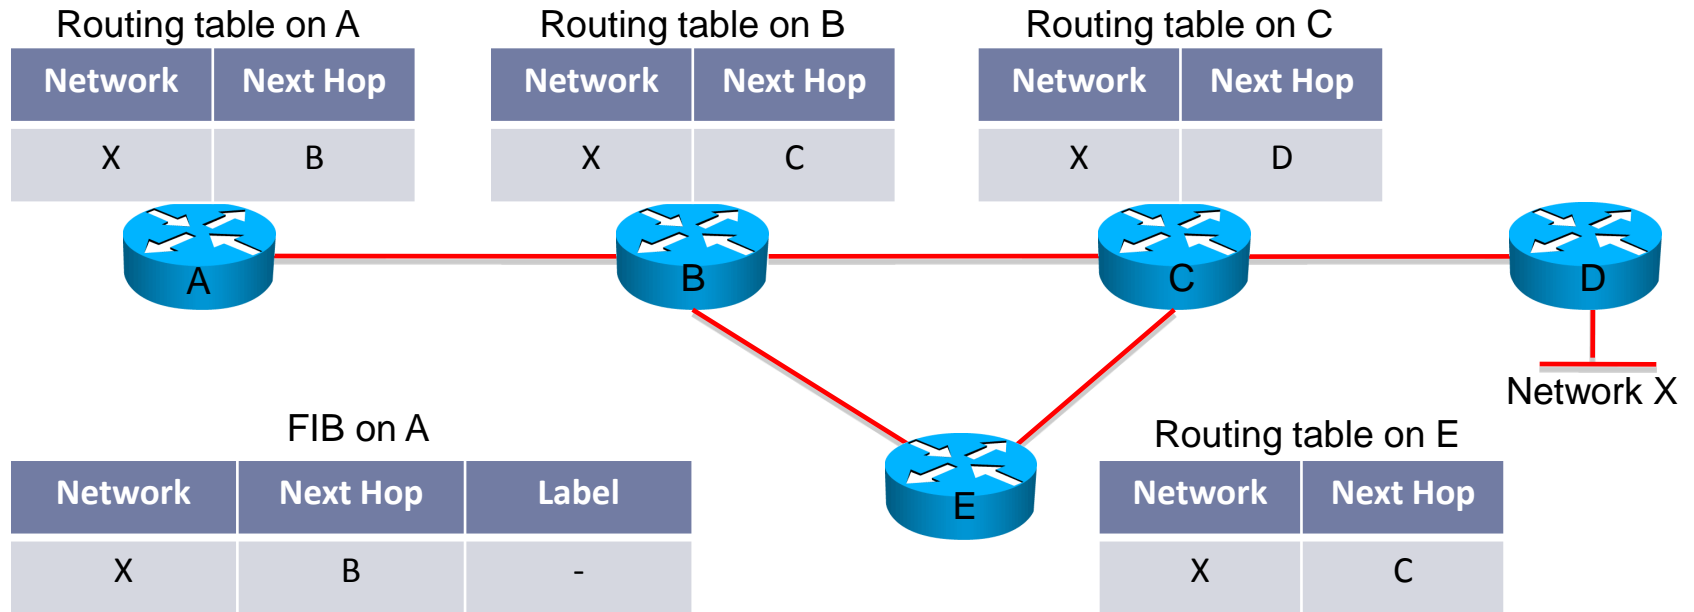 Routing table on A
Routing table on B
Routing table on C
Network Next Hop
Network Next Hop
Network Next Hop
X B
X C
X D
A
B
C
D
Network X
FIB on A
Routing table on E
Network Next Hop Label
E
Network Next Hop
X B -
X C